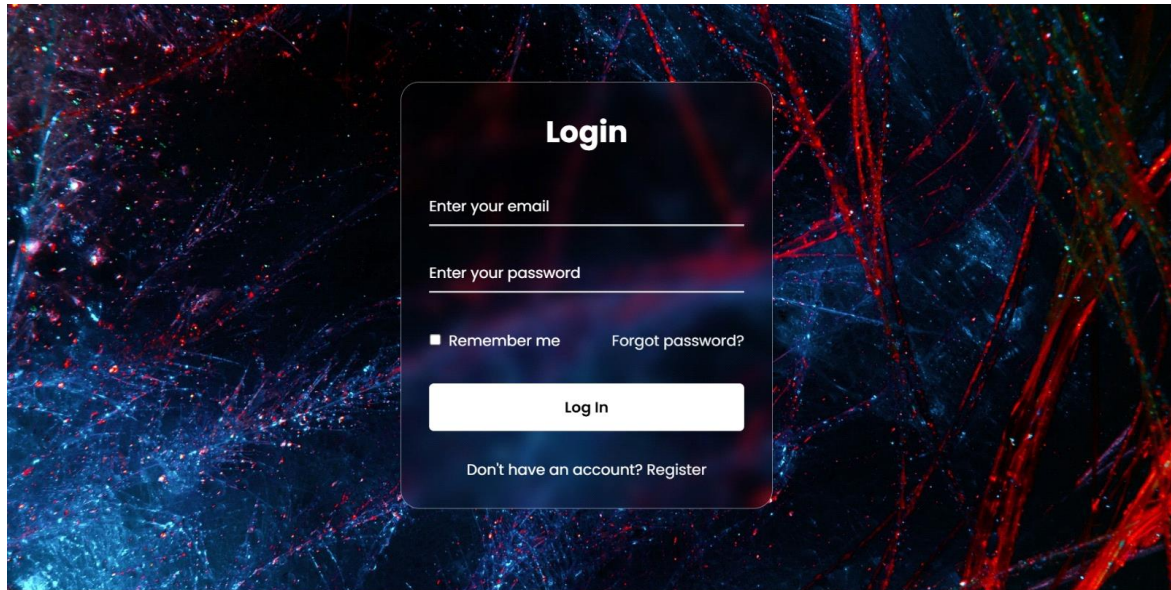 Login
Enter your email
Enter your password
Remember me Forgot password?
Log In
Don't have an account? Register